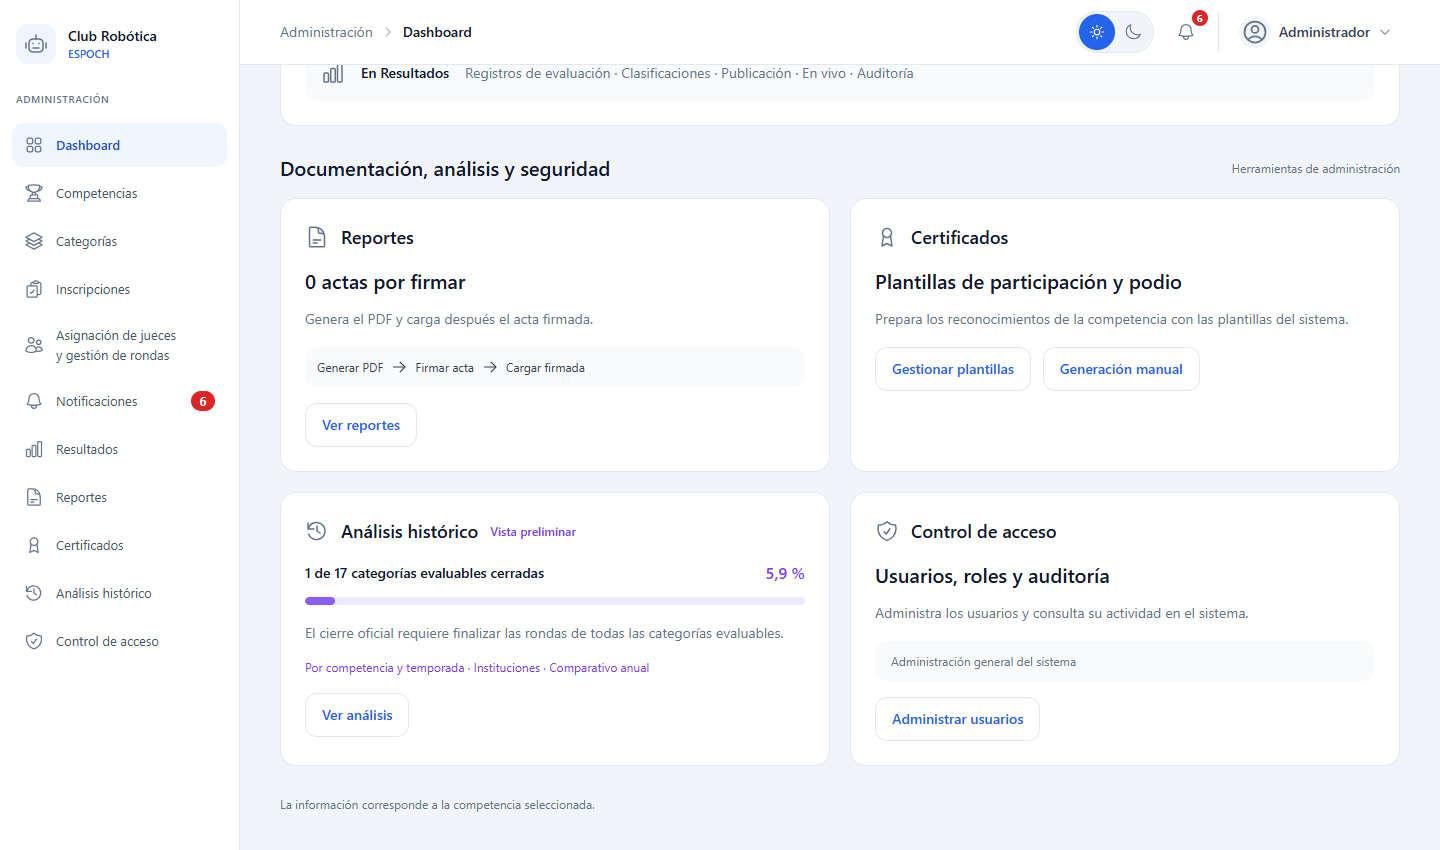 Club Robótica
ESPOCH
ADMINISTRACIÓN
Dashboard
Competencias
Categorías
Inscripciones
Asignación de jueces
y gestión de rondas
Notificaciones 6
Resultados
Reportes
Certificados
Análisis histórico
Control de acceso
Administración > Dashboard
6
Administrador
En Resultados Registros de evaluación · Clasificaciones · Publicación · En vivo · Auditoría
Documentación, análisis y seguridad
Herramientas de administración
Reportes
0 actas por firmar
Genera el PDF y carga después el acta firmada.
Generar PDF → Firmar acta → Cargar firmada
Ver reportes
Certificados
Plantillas de participación y podio
Prepara los reconocimientos de la competencia con las plantillas del sistema.
Gestionar plantillas
Generación manual
Análisis histórico Vista preliminar
1 de 17 categorías evaluables cerradas 5,9 %
El cierre oficial requiere finalizar las rondas de todas las categorías evaluables.
Por competencia y temporada · Instituciones · Comparativo anual
Ver análisis
Control de acceso
Usuarios, roles y auditoría
Administra los usuarios y consulta su actividad en el sistema.
Administración general del sistema
Administrar usuarios
La información corresponde a la competencia seleccionada.